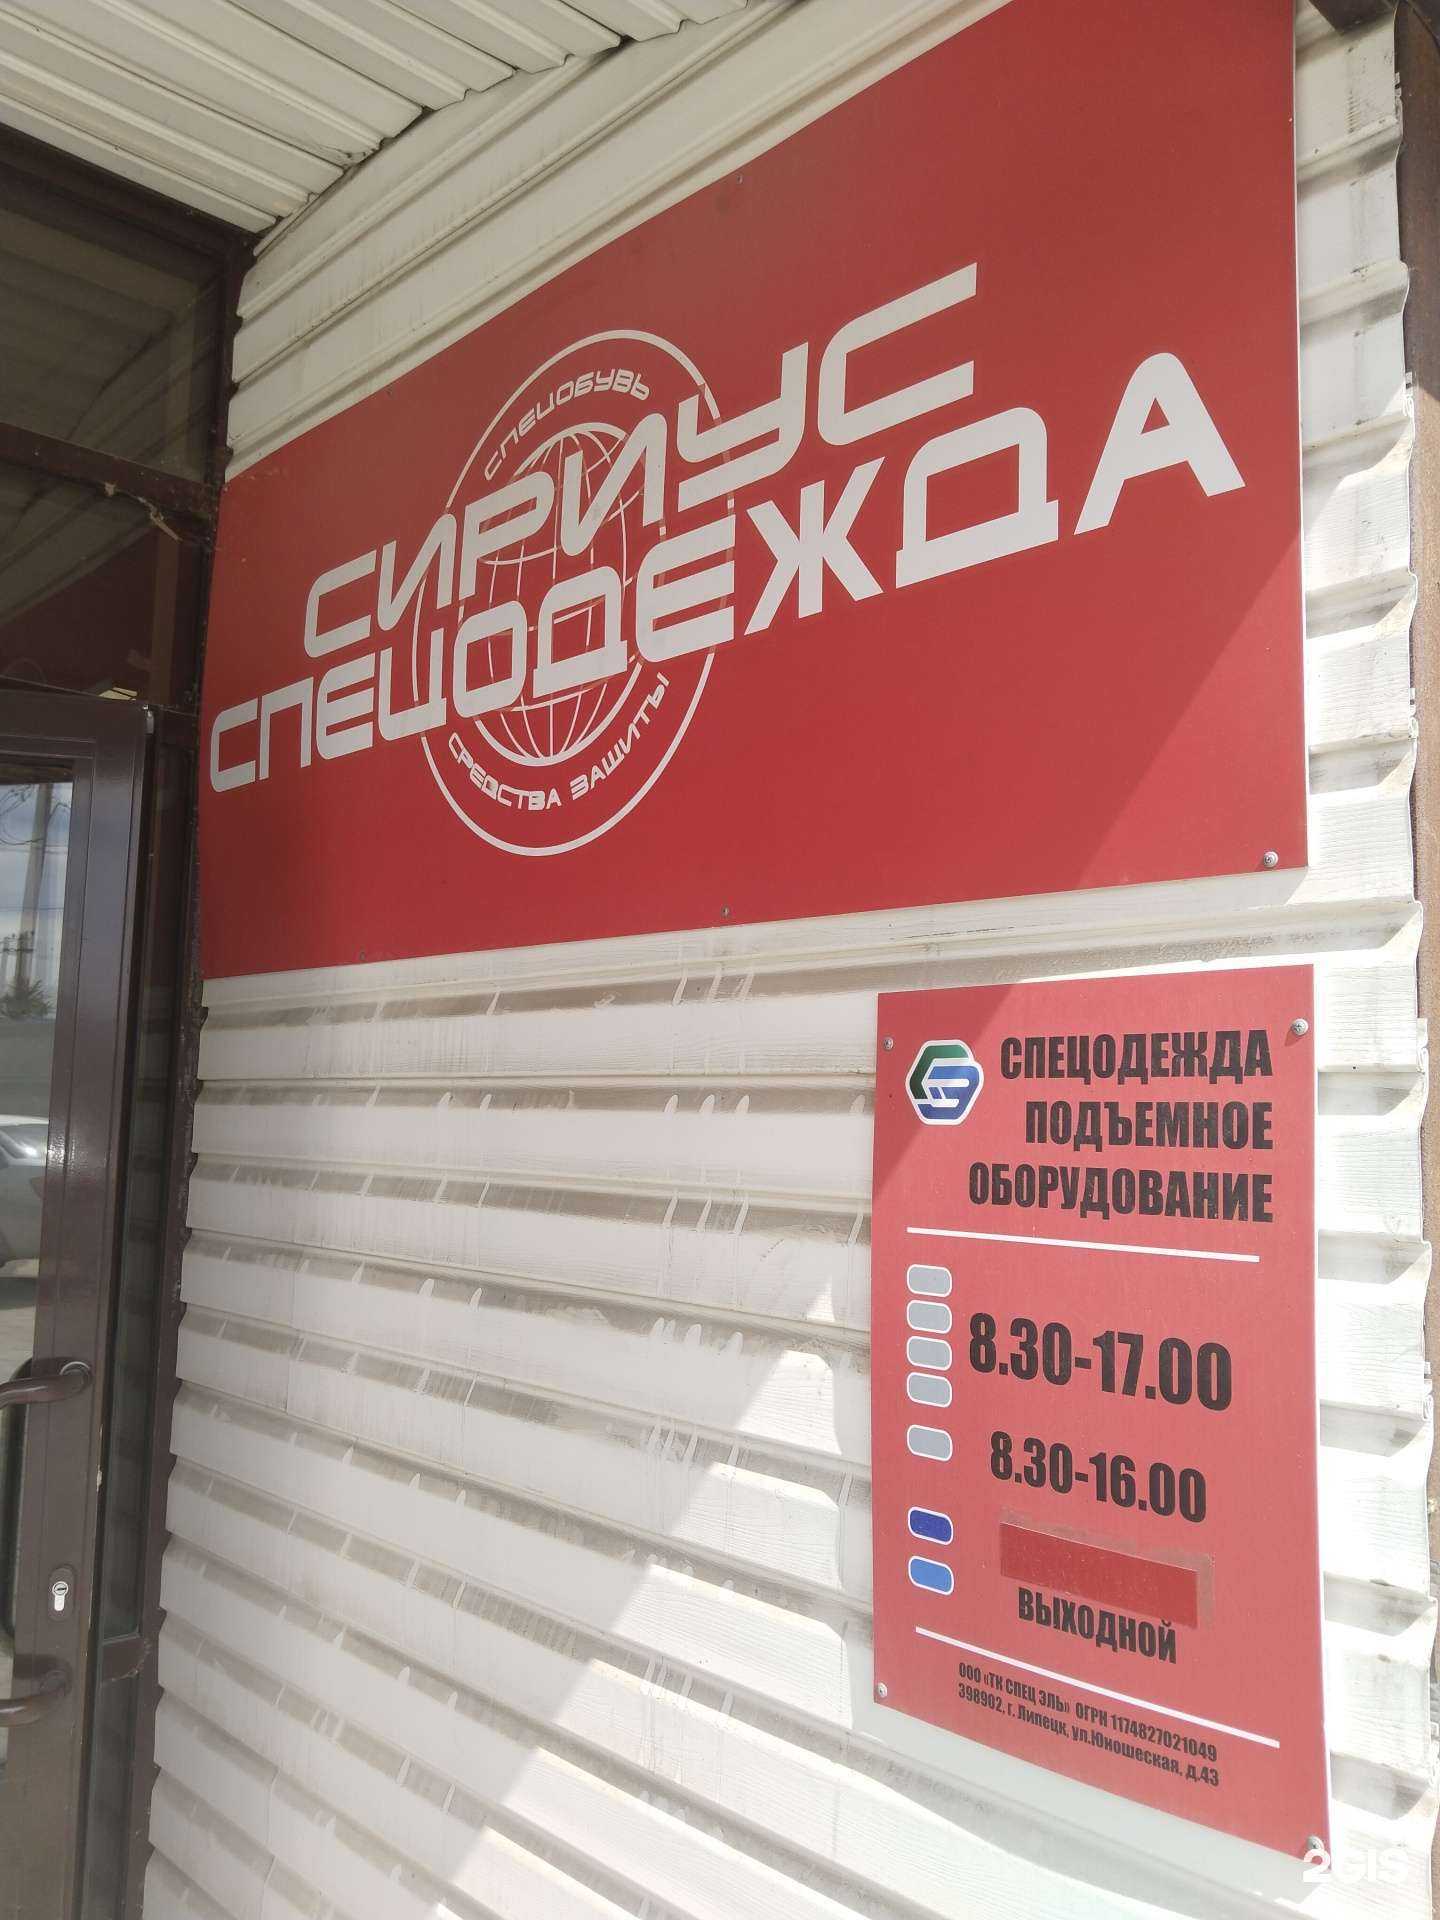 СПЕЦОБУВЬ
СИРИУС
СПЕЦОДЕЖДА
СРЕДСТВА ЗАЩИТЫ
СПЕЦОДЕЖДА
ПОДЪЕМНОЕ
ОБОРУДОВАНИЕ
8.30-17.00
8.30-16.00
ВЫХОДНОЙ
ООО «ТК СПЕЦ ЭЛЬ» ОГРН 1174827021049
398902, г. Липецк, ул.Юношеская, д.43
2GIS